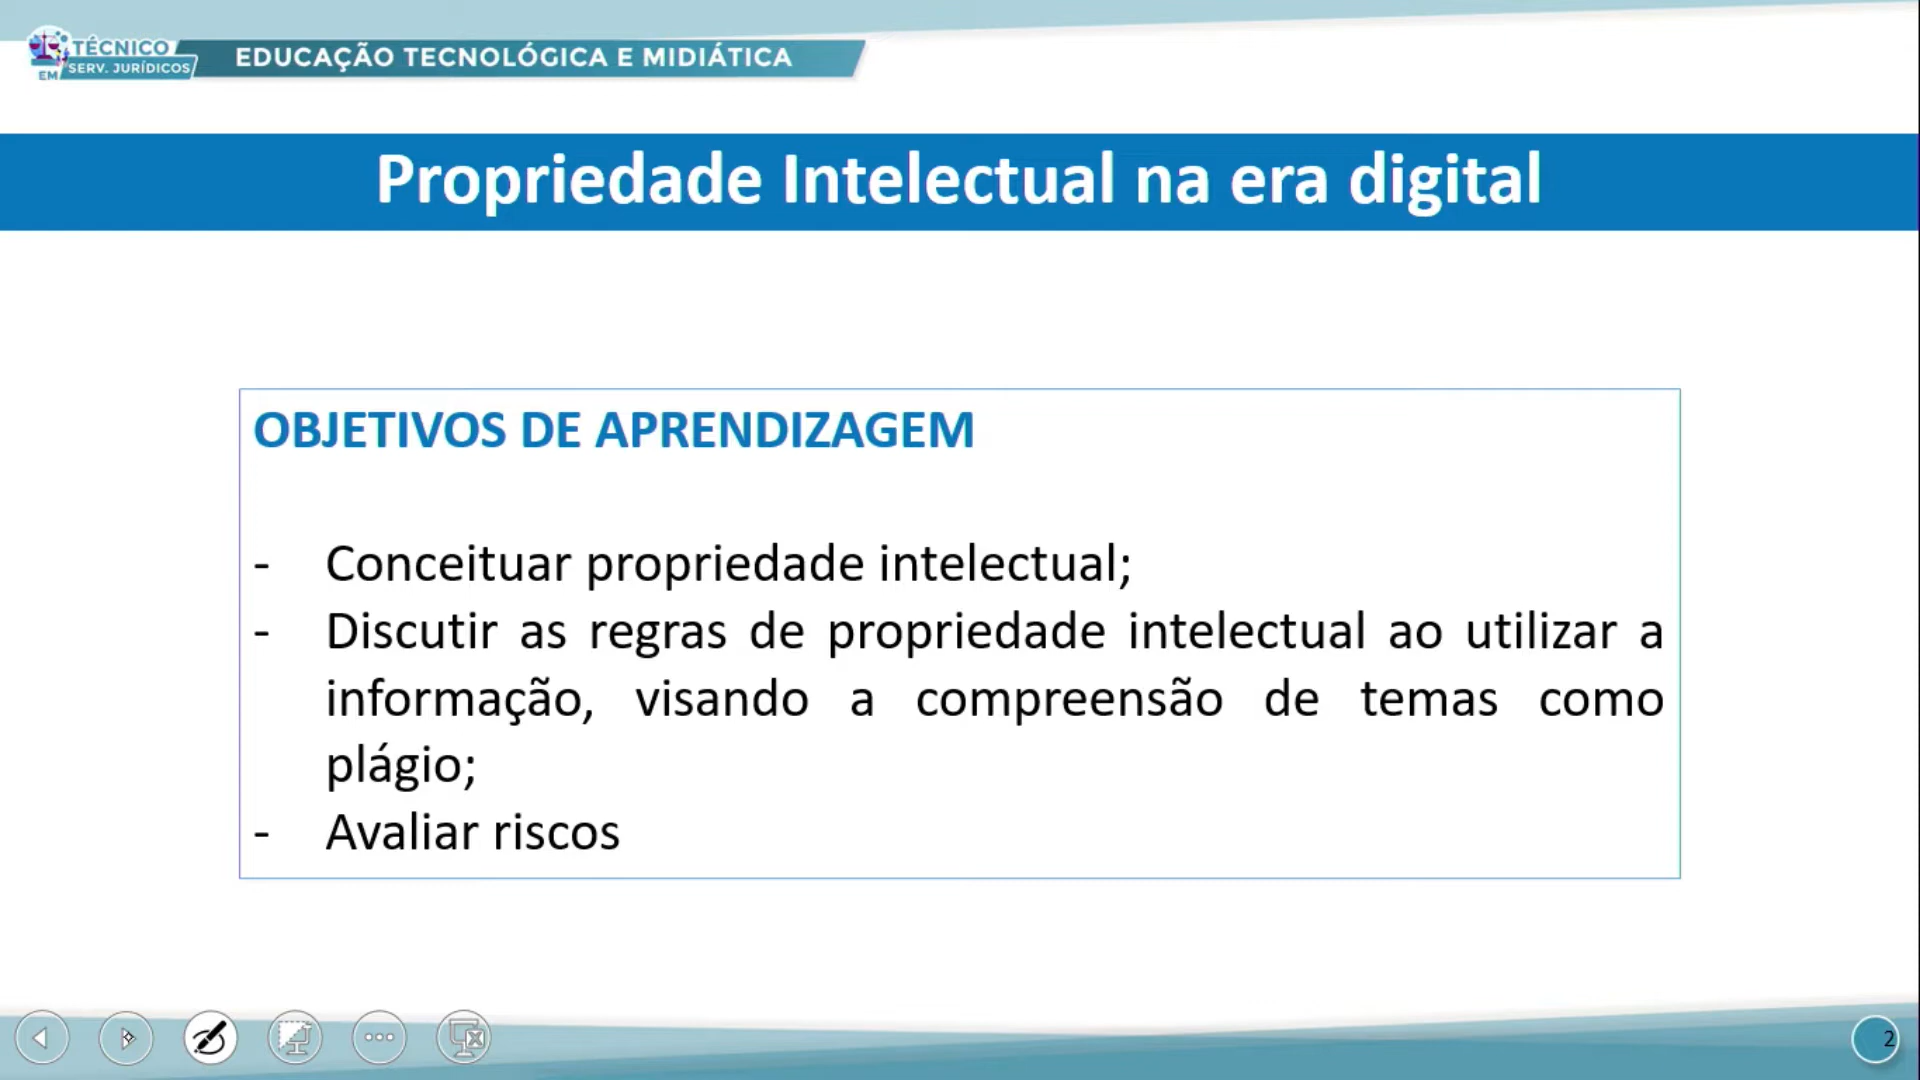 TÉCNICO
EM SERV. JURÍDICOS
EDUCAÇÃO TECNOLÓGICA E MIDIÁTICA
Propriedade Intelectual na era digital
OBJETIVOS DE APRENDIZAGEM
- Conceituar propriedade intelectual;
- Discutir as regras de propriedade intelectual ao utilizar a
informação, visando a compreensão de temas como
plágio;
- Avaliar riscos
2